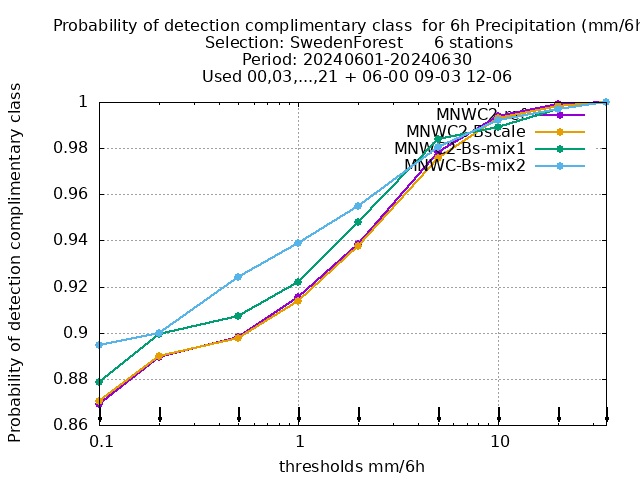 Probability of detection complimentary class for 6h Precipitation (mm/6h
Selection: SwedenForest 6 stations
Period: 20240601-20240630
Used 00,03,...,21 + 06-00 09-03 12-06
Probability of detection complimentary class
1
0.98
0.96
0.94
0.92
0.9
0.88
0.86
MNWC2-Bscale
MNWC2-Bs-mix1
MNWC-Bs-mix2
0.1
1
10
thresholds mm/6h